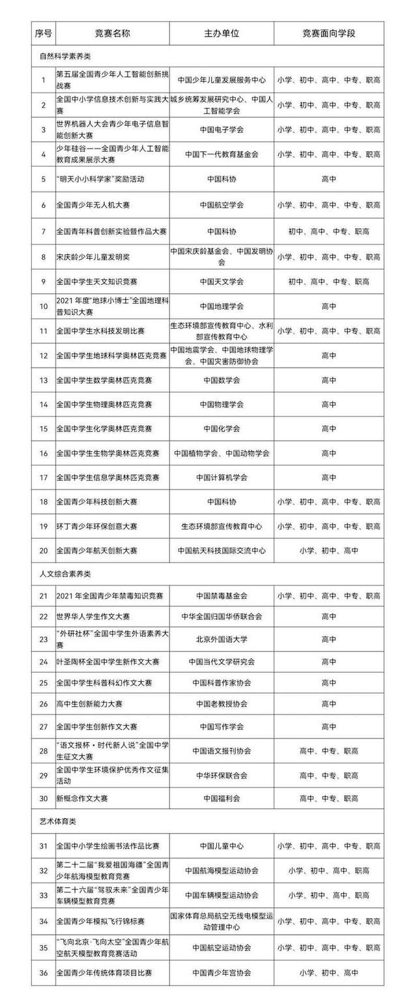 序号 竞赛名称 主办单位 竞赛面向学段
自然科学素养类
1 第五届全国青少年人工智能创新挑 中国少年儿童发展服务中心 小学、初中、高中、中专、职高
战赛
2 全国中小学信息技术创新与实践大 城乡统筹发展研究中心、中国人 小学、初中、高中、中专、职高
赛 工智能学会
3 世界机器人大会青少年电子信息智 中国电子学会 小学、初中、高中、中专、职高
能创新大赛
4 少年硅谷——全国青少年人工智能 中国下一代教育基金会 小学、初中、高中、中专、职高
教育成果展示大赛
5 “明天小小科学家”奖励活动 中国科协 高中
6 全国青少年无人机大赛 中国航空学会 小学、初中、高中、中专、职高
7 全国青年科普创新实验暨作品大赛 中国科协 初中、高中、中专、职高
8 宋庆龄少年儿童发明奖 中国宋庆龄基金会、中国发明协 小学、初中、高中、中专、职高
会
9 全国中学生天文知识竞赛 中国天文学会 初中、高中、中专、职高
10 2021 年度“地球小博士”全国地理科 中国地理学会 高中
普知识大赛
11 全国中学生水科技发明比赛 生态环境部宣传教育中心、水利 小学、初中、高中、中专、职高
部宣传教育中心
12 全国中学生地球科学奥林匹克竞赛 中国地震学会、中国地球物理学 高中
会、中国灾害防御协会
13 全国中学生数学奥林匹克竞赛 中国数学会 高中
14 全国中学生物理奥林匹克竞赛 中国物理学会 高中
15 全国中学生化学奥林匹克竞赛 中国化学会 高中
16 全国中学生生物学奥林匹克竞赛 中国植物学会、中国动物学会 高中
17 全国中学生信息学奥林匹克竞赛 中国计算机学会 高中
18 全国青少年科技创新大赛 中国科协 小学、初中、高中、中专、职高
19 环丁青少年环保创意大赛 生态环境部宣传教育中心 小学、初中、高中、中专、职高
20 全国青少年航天创新大赛 中国航天科技国际交流中心 小学、初中、高中
人文综合素养类
21 2021 年全国青少年禁毒知识竞赛 中国禁毒基金会 小学、初中、高中、中专、职高
22 世界华人学生作文大赛 中华全国归国华侨联合会 高中
23 “外研社杯”全国中学生外语素养大 北京外国语大学 高中
赛
24 叶圣陶杯全国中学生新作文大赛 中国当代文学研究会 高中
25 全国中学生科普科幻作文大赛 中国科普作家协会 高中
26 高中生创新能力大赛 中国老教授协会 高中
27 全国中学生创新作文大赛 中国写作学会 高中
28 “语文报杯·时代新人说”全国中学 中国语文报刊协会 高中、中专、职高
生征文大赛
29 全国中学生环境保护优秀作文征集 中华环保联合会 高中、中专、职高
活动
30 新概念作文大赛 中国福利会 高中、中专、职高
艺术体育类
31 全国中小学生绘画书法作品比赛 中国儿童中心 小学、初中、高中、中专、职高
32 第二十二届“我爱祖国海疆”全国青 中国航海模型运动协会 小学、初中、高中、职高
少年航海模型教育竞赛
33 第二十六届“驾驭未来”全国青少年 中国车辆模型运动协会 小学、初中、高中、职高
车辆模型教育竞赛
34 全国青少年模拟飞行锦标赛 国家体育总局航空无线电模型运 小学、初中、高中、中专、职高
动管理中心
35 “飞向北京·飞向太空”全国青少年航 中国航空运动协会 小学、初中、高中、中专、职高
空航天模型教育竞赛活动
36 全国青少年传统体育项目比赛 中国青少年宫协会 小学、初中、高中